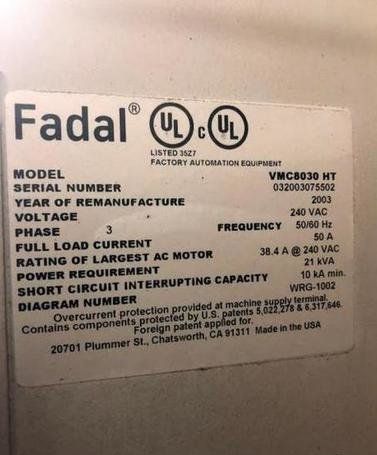 Fadal® UL c UL
LISTED 35Z7
FACTORY AUTOMATION EQUIPMENT
MODEL VMC8030 HT
SERIAL NUMBER 032003075502
YEAR OF REMANUFACTURE 2003
VOLTAGE 240 VAC
PHASE 3 FREQUENCY 50/60 Hz
FULL LOAD CURRENT 50 A
RATING OF LARGEST AC MOTOR 38.4 A @ 240 VAC
POWER REQUIREMENT 21 kVA
SHORT CIRCUIT INTERRUPTING CAPACITY 10 kA min.
DIAGRAM NUMBER WRG-1002
Overcurrent protection provided at machine supply terminal.
Contains components protected by U.S. patents 5,022,278 & 6,317,646.
Foreign patent applied for.
20701 Plummer St., Chatsworth, CA 91311 Made in the USA